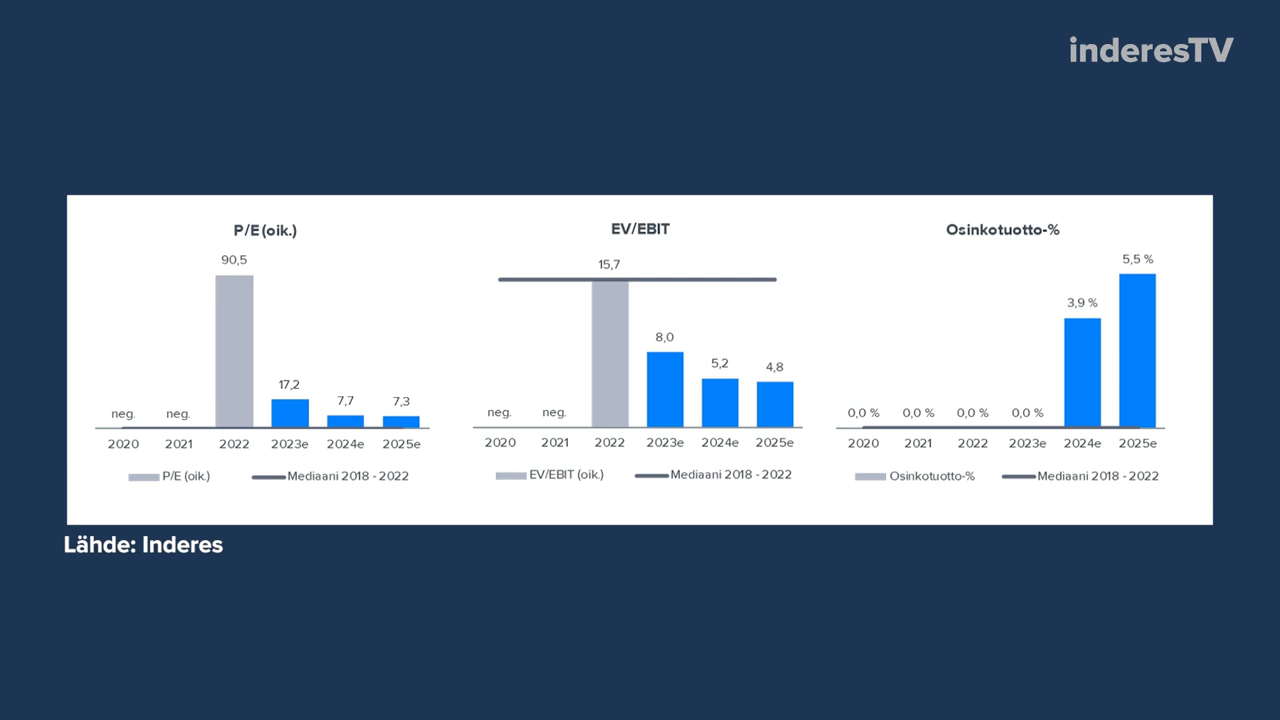 inderesTV
P/E (oik.)
90,5
17,2
7,7
7,3
neg.
neg.
2020 2021 2022 2023e 2024e 2025e
P/E (oik.) Mediaani 2018 - 2022
EV/EBIT
15,7
8,0
5,2
4,8
neg.
neg.
2020 2021 2022 2023e 2024e 2025e
EV/EBIT (oik.) Mediaani 2018 - 2022
Osinkotuotto-%
5,5 %
3,9 %
0,0 % 0,0 % 0,0 % 0,0 %
2020 2021 2022 2023e 2024e 2025e
Osinkotuotto-% Mediaani 2018 - 2022
Lähde: Inderes